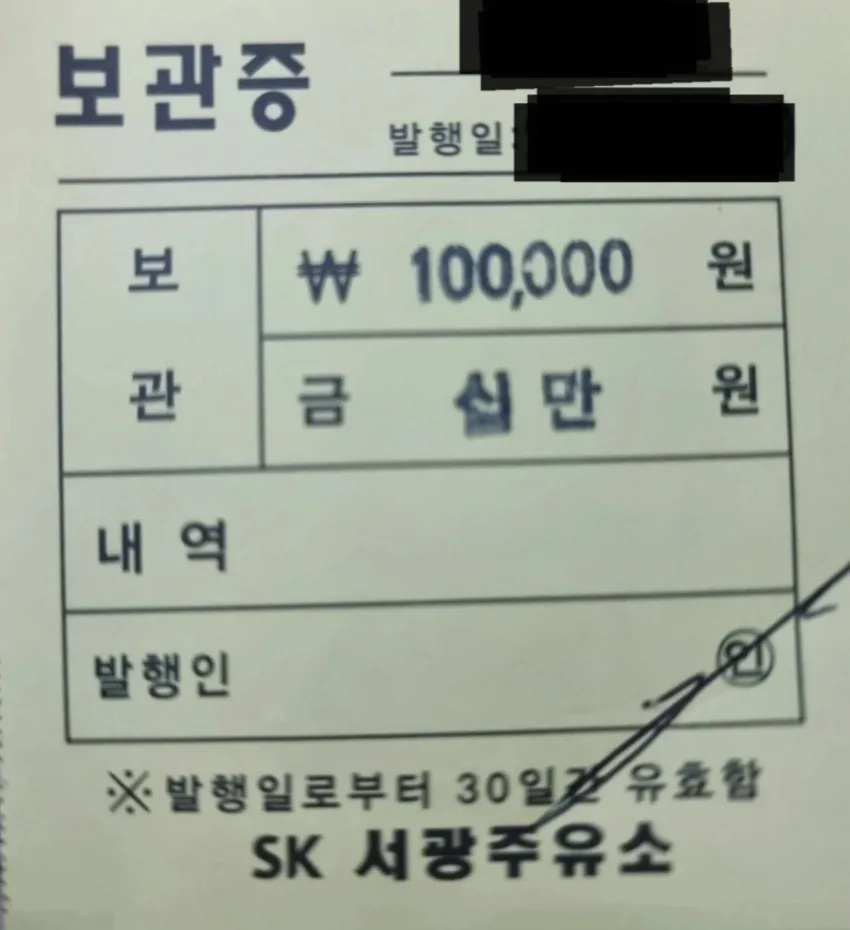 보관증
발행일:
보관
₩ 100,000 원
금 십만 원
내 역
발행인 ㊞
※ 발행일로부터 30일간 유효함
SK 서광주유소